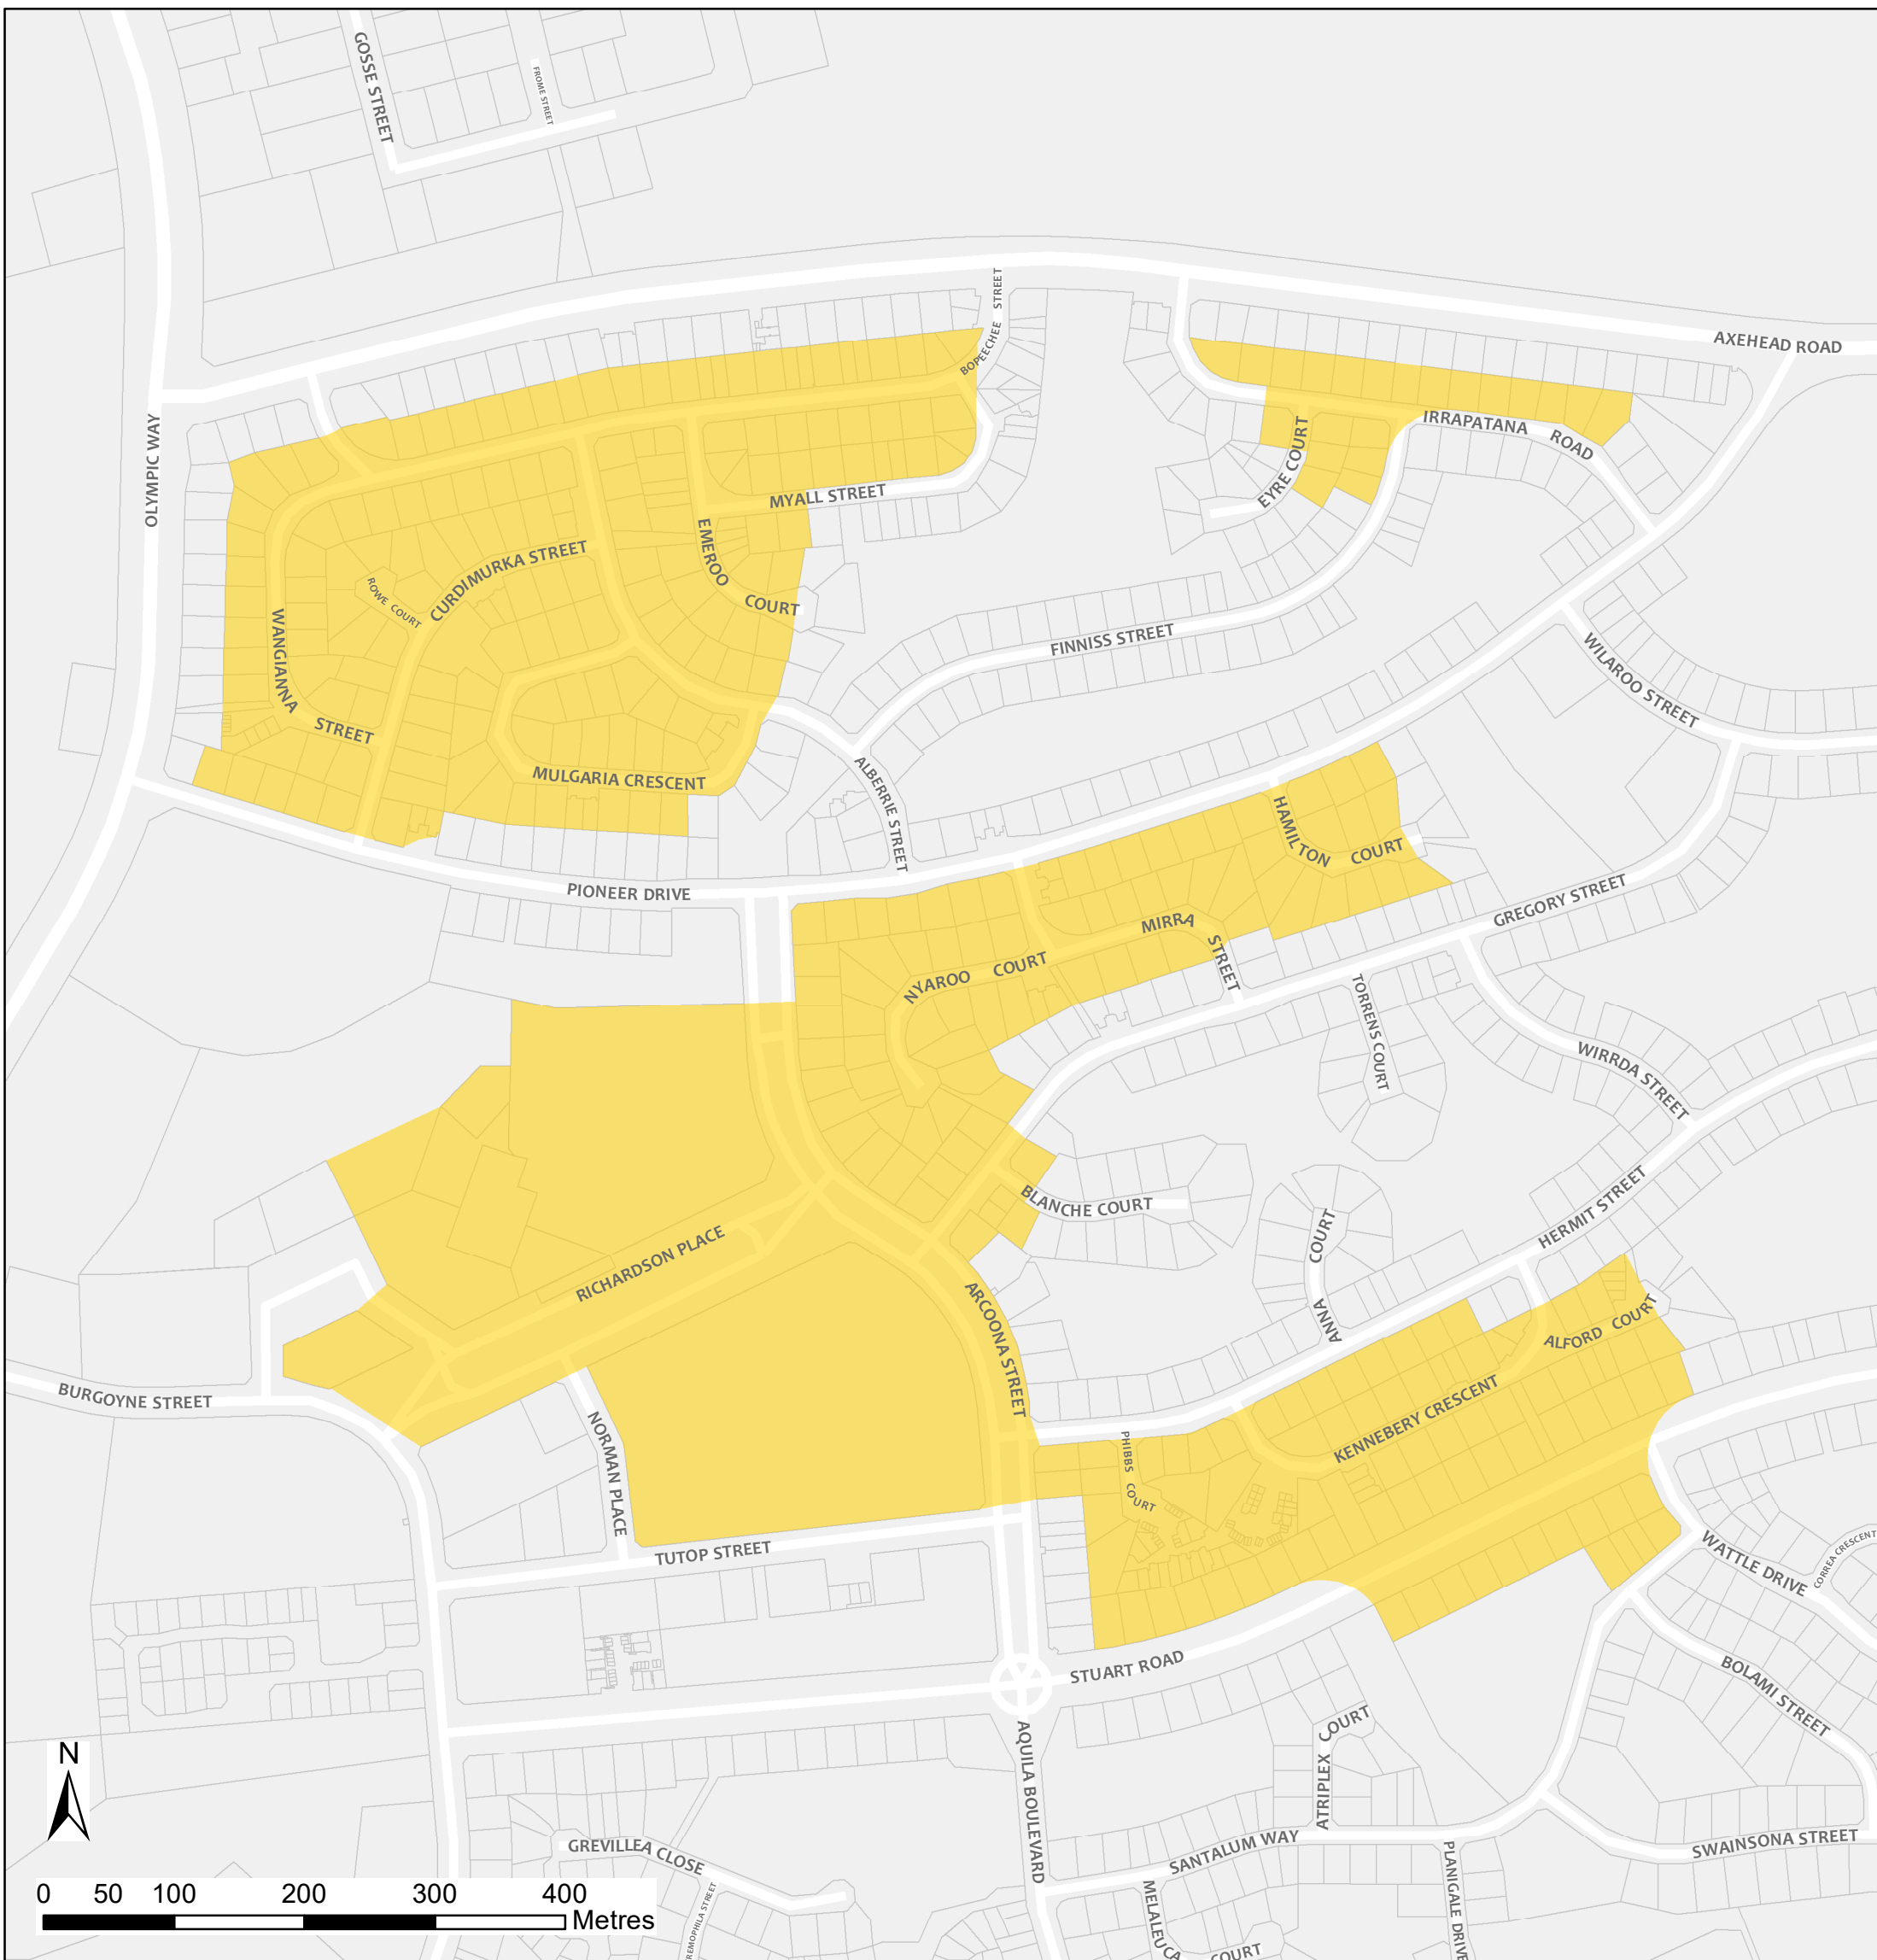 GOSSE STREET
FROME STREET
BOPEECHEE STREET
AXEHEAD ROAD
OLYMPIC WAY
IRRAPATANA ROAD
EYRE COURT
MYALL STREET
EMEROO COURT
CURDIMURKA STREET
ROWE COURT
WANGIANNA STREET
FINNISS STREET
WILAROO STREET
MULGARIA CRESCENT
ALBERRIE STREET
HAMILTON COURT
PIONEER DRIVE
GREGORY STREET
MIRRA STREET
NYAROO COURT
TORRENS COURT
WIRRDA STREET
BLANCHE COURT
HERMIT STREET
ANNA COURT
RICHARDSON PLACE
ARCOONA STREET
ALFORD COURT
KENNEBERY CRESCENT
BURGOYNE STREET
NORMAN PLACE
PHIBBS COURT
TUTOP STREET
WATTLE DRIVE
CORREA CRESCENT
STUART ROAD
BOLAMI STREET
AQUILA BOULEVARD
ATRIPLEX COURT
N
GREVILLEA CLOSE
SANTALUM WAY
SWAINSONA STREET
PLANIGALE DRIVE
MELALEUCA COURT
REMOPHILA STREET
0 50 100 200 300 400
Metres